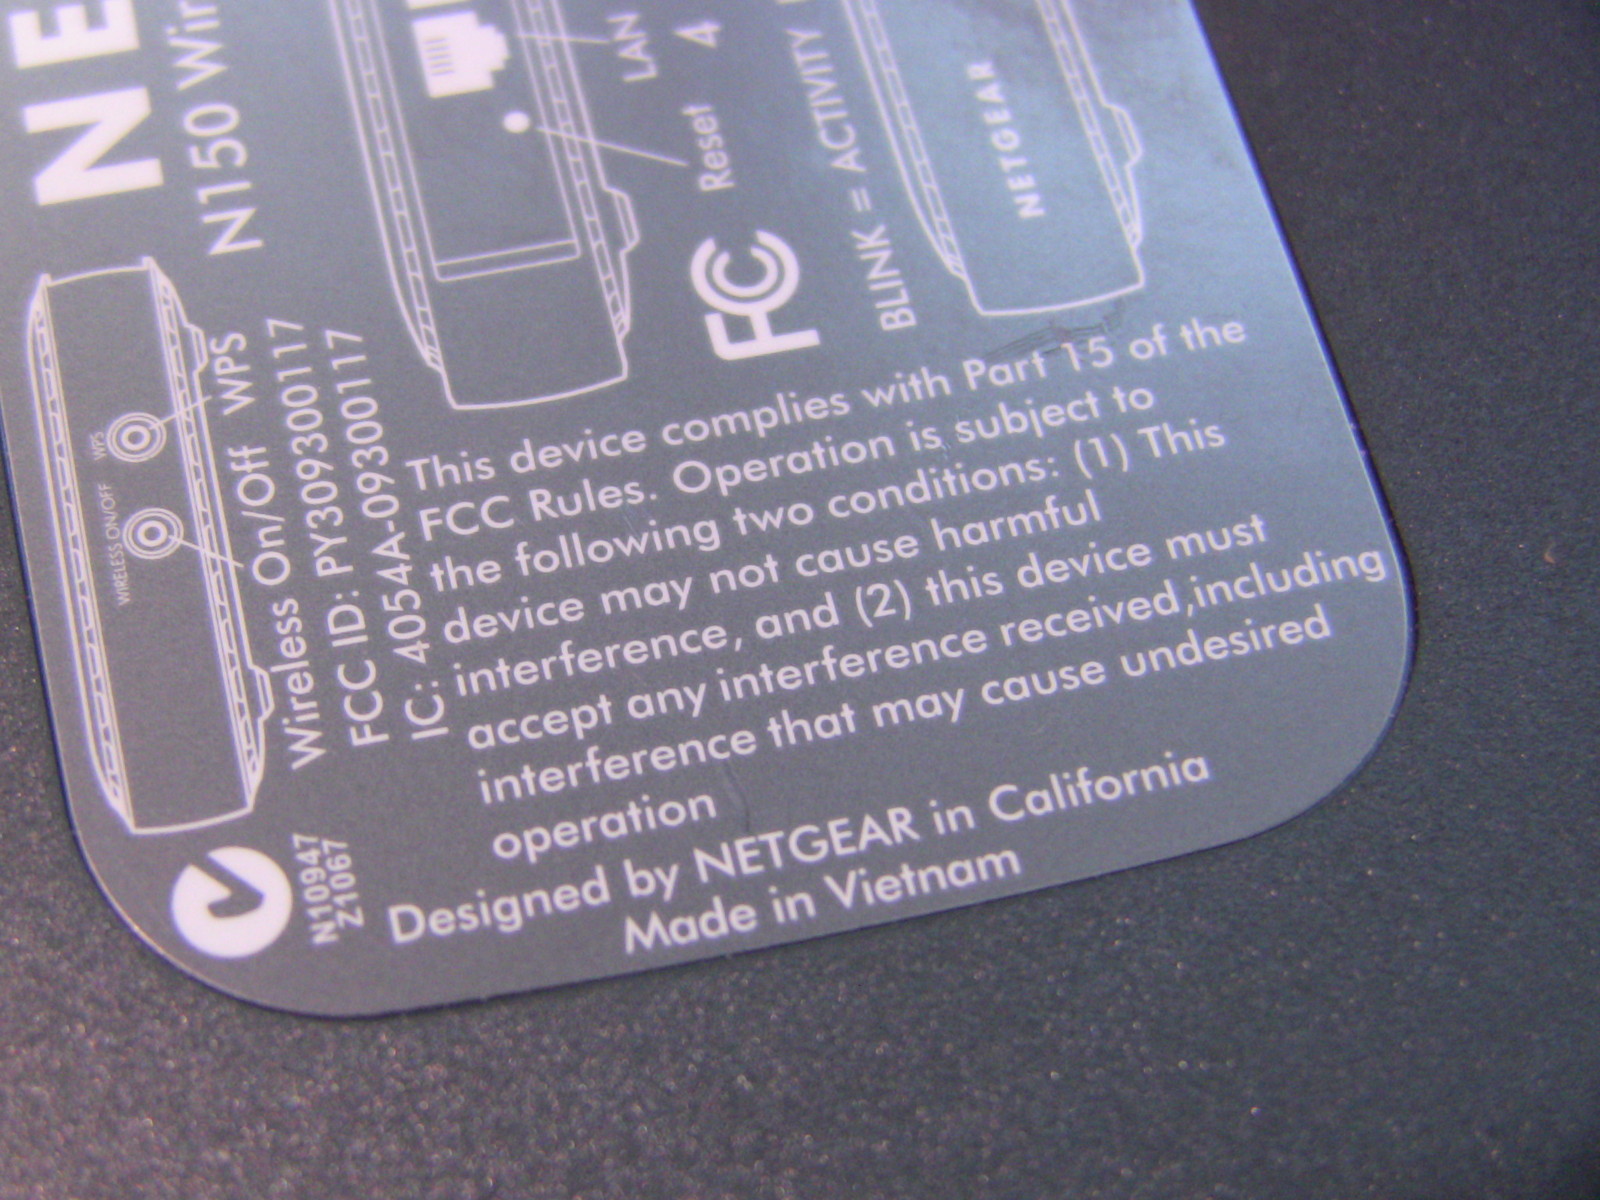 NE
N150 Wir
LAN
4
Reset
BLINK = ACTIVITY
NETGEAR
WPS
WIRELESS ON/OFF
WPS
Wireless On/Off
FCC ID: PY309300117
IC: 4054A-09300117
FC
This device complies with Part 15 of the
FCC Rules. Operation is subject to
the following two conditions: (1) This
device may not cause harmful
interference, and (2) this device must
accept any interference received,including
interference that may cause undesired
operation
N10947
Z1067
Designed by NETGEAR in California
Made in Vietnam